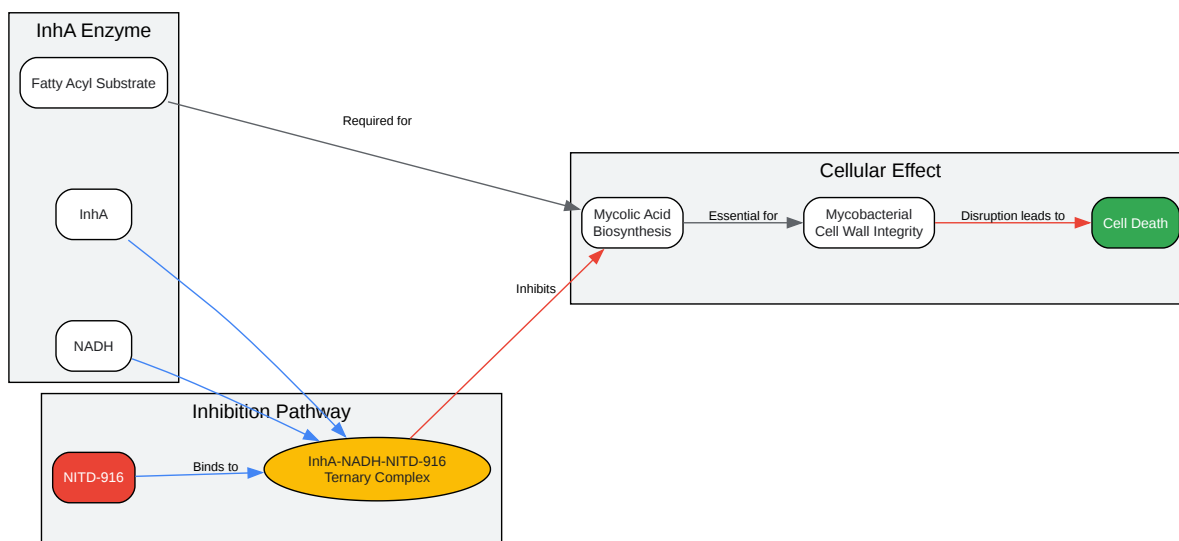 InhA Enzyme
Fatty Acyl Substrate
Required for
Cellular Effect
InhA
Mycolic Acid
Biosynthesis
Essential for
Mycobacterial
Cell Wall Integrity
Disruption leads to
Cell Death
Inhibits
NADH
Inhibition Pathway
NITD-916
Binds to
InhA-NADH-NITD-916
Ternary Complex